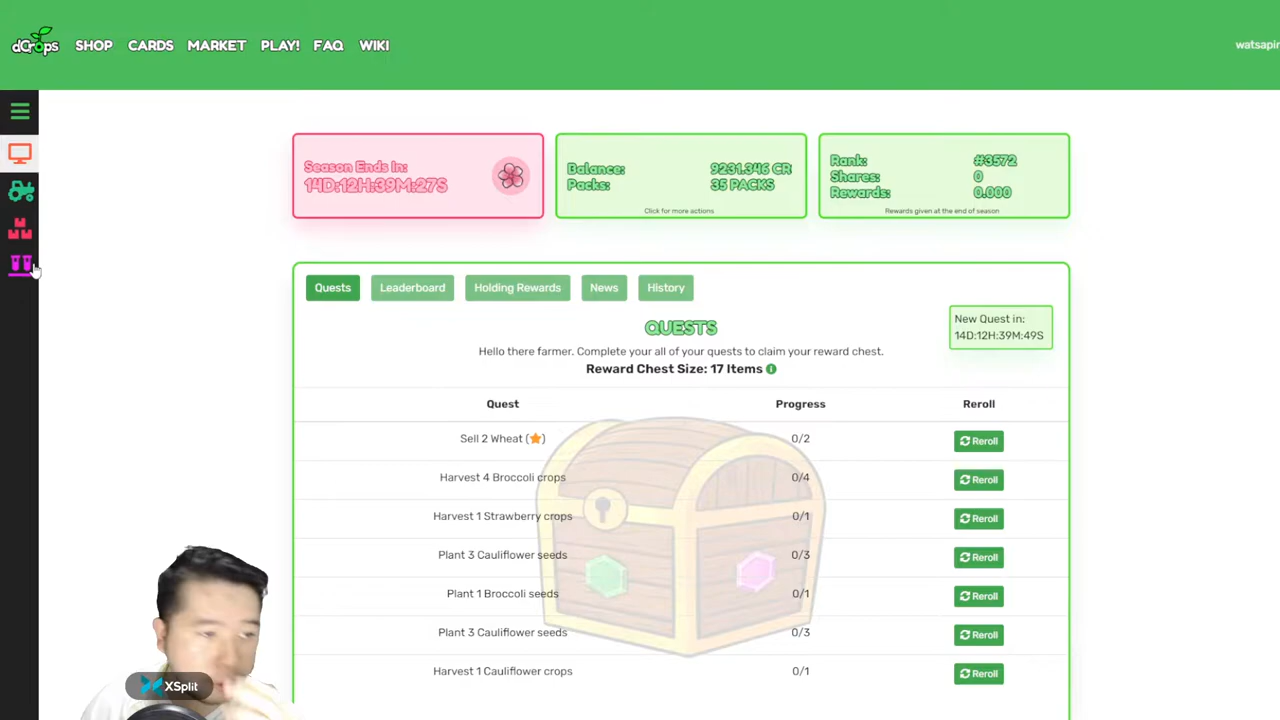 dCrops SHOP CARDS MARKET PLAY! FAQ WIKI watsapin
Season Ends In:
14D:12H:39M:27S
Balance: 9231.346 CR
Packs: 35 PACKS
Click for more actions
Rank: #3572
Shares: 0
Rewards: 0.000
Rewards given at the end of season
Quests Leaderboard Holding Rewards News History
QUESTS
New Quest in:
14D:12H:39M:49S
Hello there farmer. Complete your all of your quests to claim your reward chest.
Reward Chest Size: 17 Items
Quest Progress Reroll
Sell 2 Wheat (⭐) 0/2 Reroll
Harvest 4 Broccoli crops 0/4 Reroll
Harvest 1 Strawberry crops 0/1 Reroll
Plant 3 Cauliflower seeds 0/3 Reroll
Plant 1 Broccoli seeds 0/1 Reroll
Plant 3 Cauliflower seeds 0/3 Reroll
Harvest 1 Cauliflower crops 0/1 Reroll
XSplit